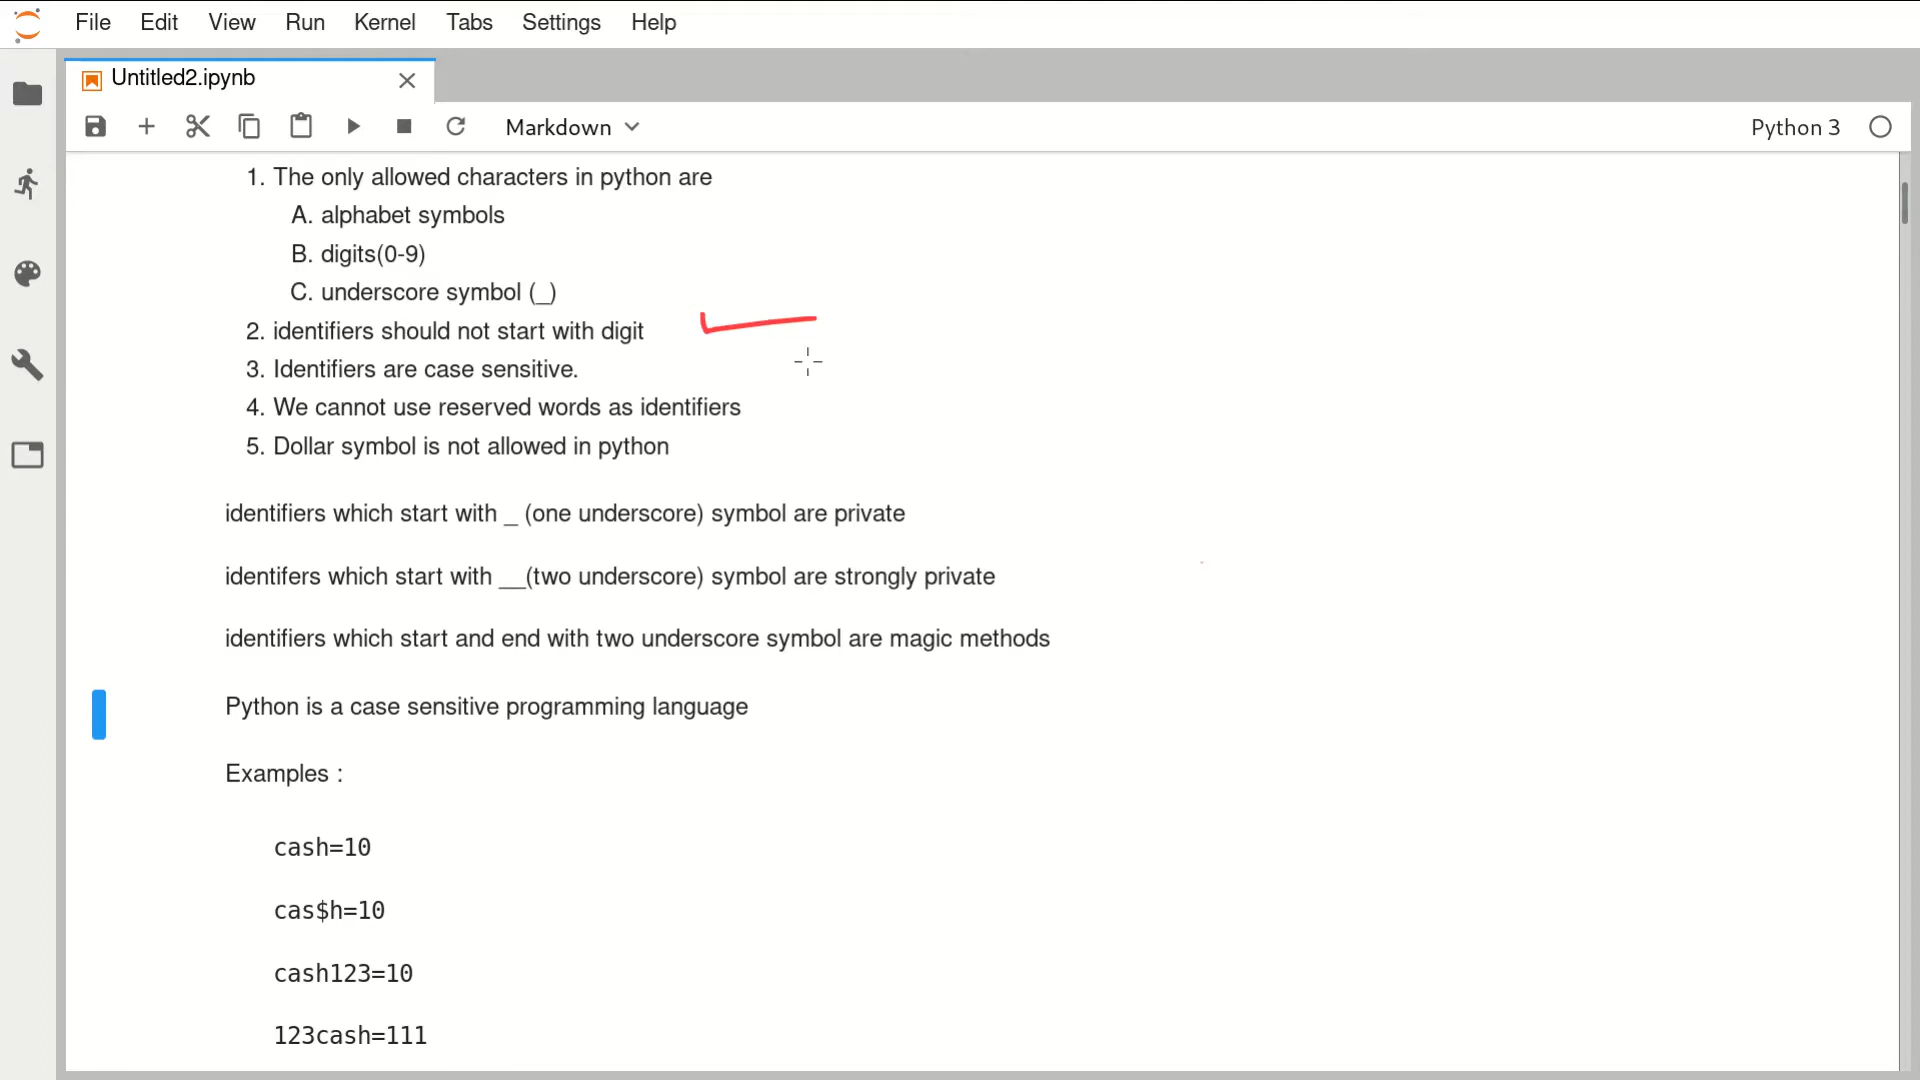 File Edit View Run Kernel Tabs Settings Help
Untitled2.ipynb
Markdown
Python 3
1. The only allowed characters in python are
A. alphabet symbols
B. digits(0-9)
C. underscore symbol (_)
2. identifiers should not start with digit
3. Identifiers are case sensitive.
4. We cannot use reserved words as identifiers
5. Dollar symbol is not allowed in python
identifiers which start with _ (one underscore) symbol are private
identifers which start with __(two underscore) symbol are strongly private
identifiers which start and end with two underscore symbol are magic methods
Python is a case sensitive programming language
Examples :
cash=10
cas$h=10
cash123=10
123cash=111